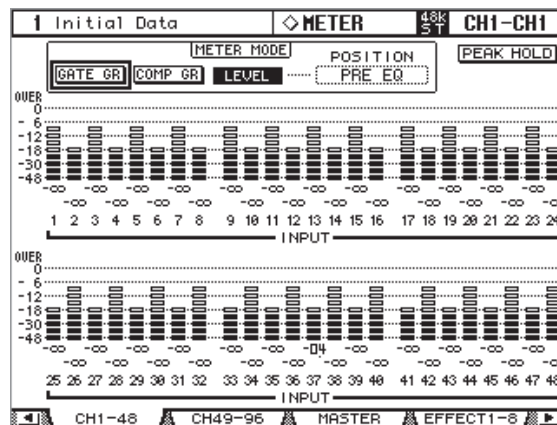 1 Initial Data ◇METER 48K ST CH1-CH1
METER MODE POSITION PEAK HOLD
GATE GR COMP GR LEVEL PRE EQ
OVER
0
- 6
-12
-18
-30
-48
-∞ -∞ -∞ -∞ -∞ -∞ -∞ -∞ -∞ -∞ -∞ -∞
-∞ -∞ -∞ -∞ -∞ -∞ -∞ -∞ -∞ -∞ -∞ -∞
1 2 3 4 5 6 7 8 9 10 11 12 13 14 15 16 17 18 19 20 21 22 23 24
INPUT
OVER
0
- 6
-12
-18
-30
-48
-∞ -∞ -∞ -∞ -∞ -∞ -04 -∞ -∞ -∞ -∞ -∞
-∞ -∞ -∞ -∞ -∞ -∞ -∞ -∞ -∞ -∞ -∞ -∞
25 26 27 28 29 30 31 32 33 34 35 36 37 38 39 40 41 42 43 44 45 46 47 48
INPUT
CH1-48 CH49-96 MASTER EFFECT1-8